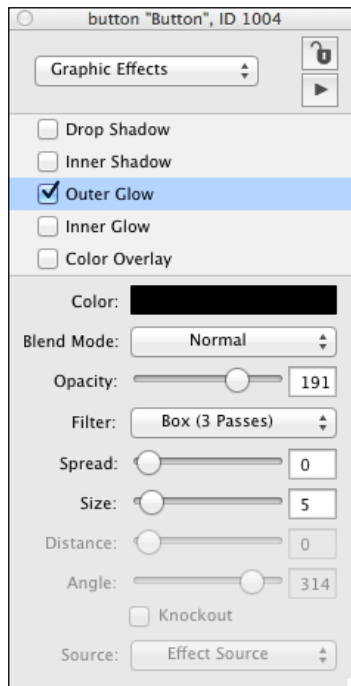 button "Button", ID 1004
Graphic Effects
Drop Shadow
Inner Shadow
Outer Glow
Inner Glow
Color Overlay
Color:
Blend Mode: Normal
Opacity: 191
Filter: Box (3 Passes)
Spread: 0
Size: 5
Distance: 0
Angle: 314
Knockout
Source: Effect Source